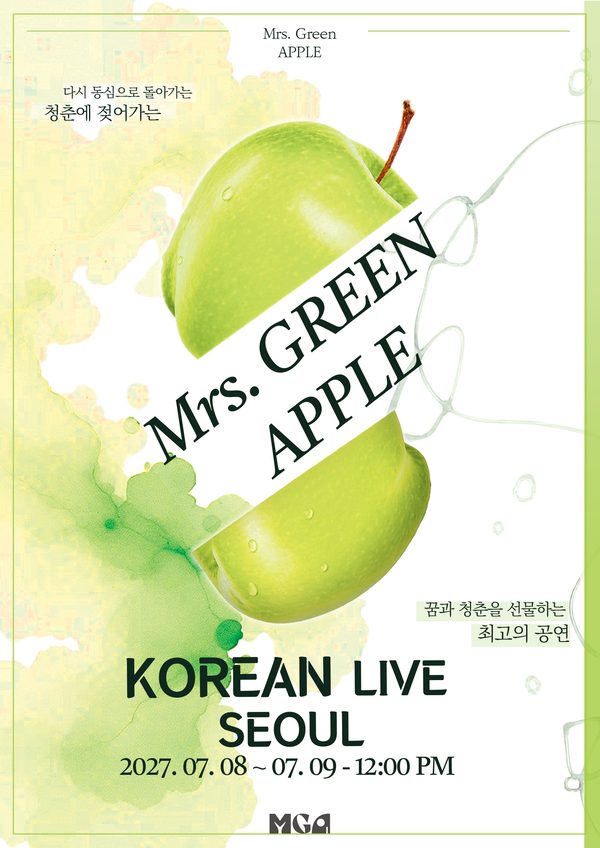 Mrs. Green
APPLE
다시 동심으로 돌아가는
청춘에 젖어가는
Mrs. GREEN
APPLE
꿈과 청춘을 선물하는
최고의 공연
KOREAN LIVE
SEOUL
2027. 07. 08 ~ 07. 09 - 12:00 PM
MGA